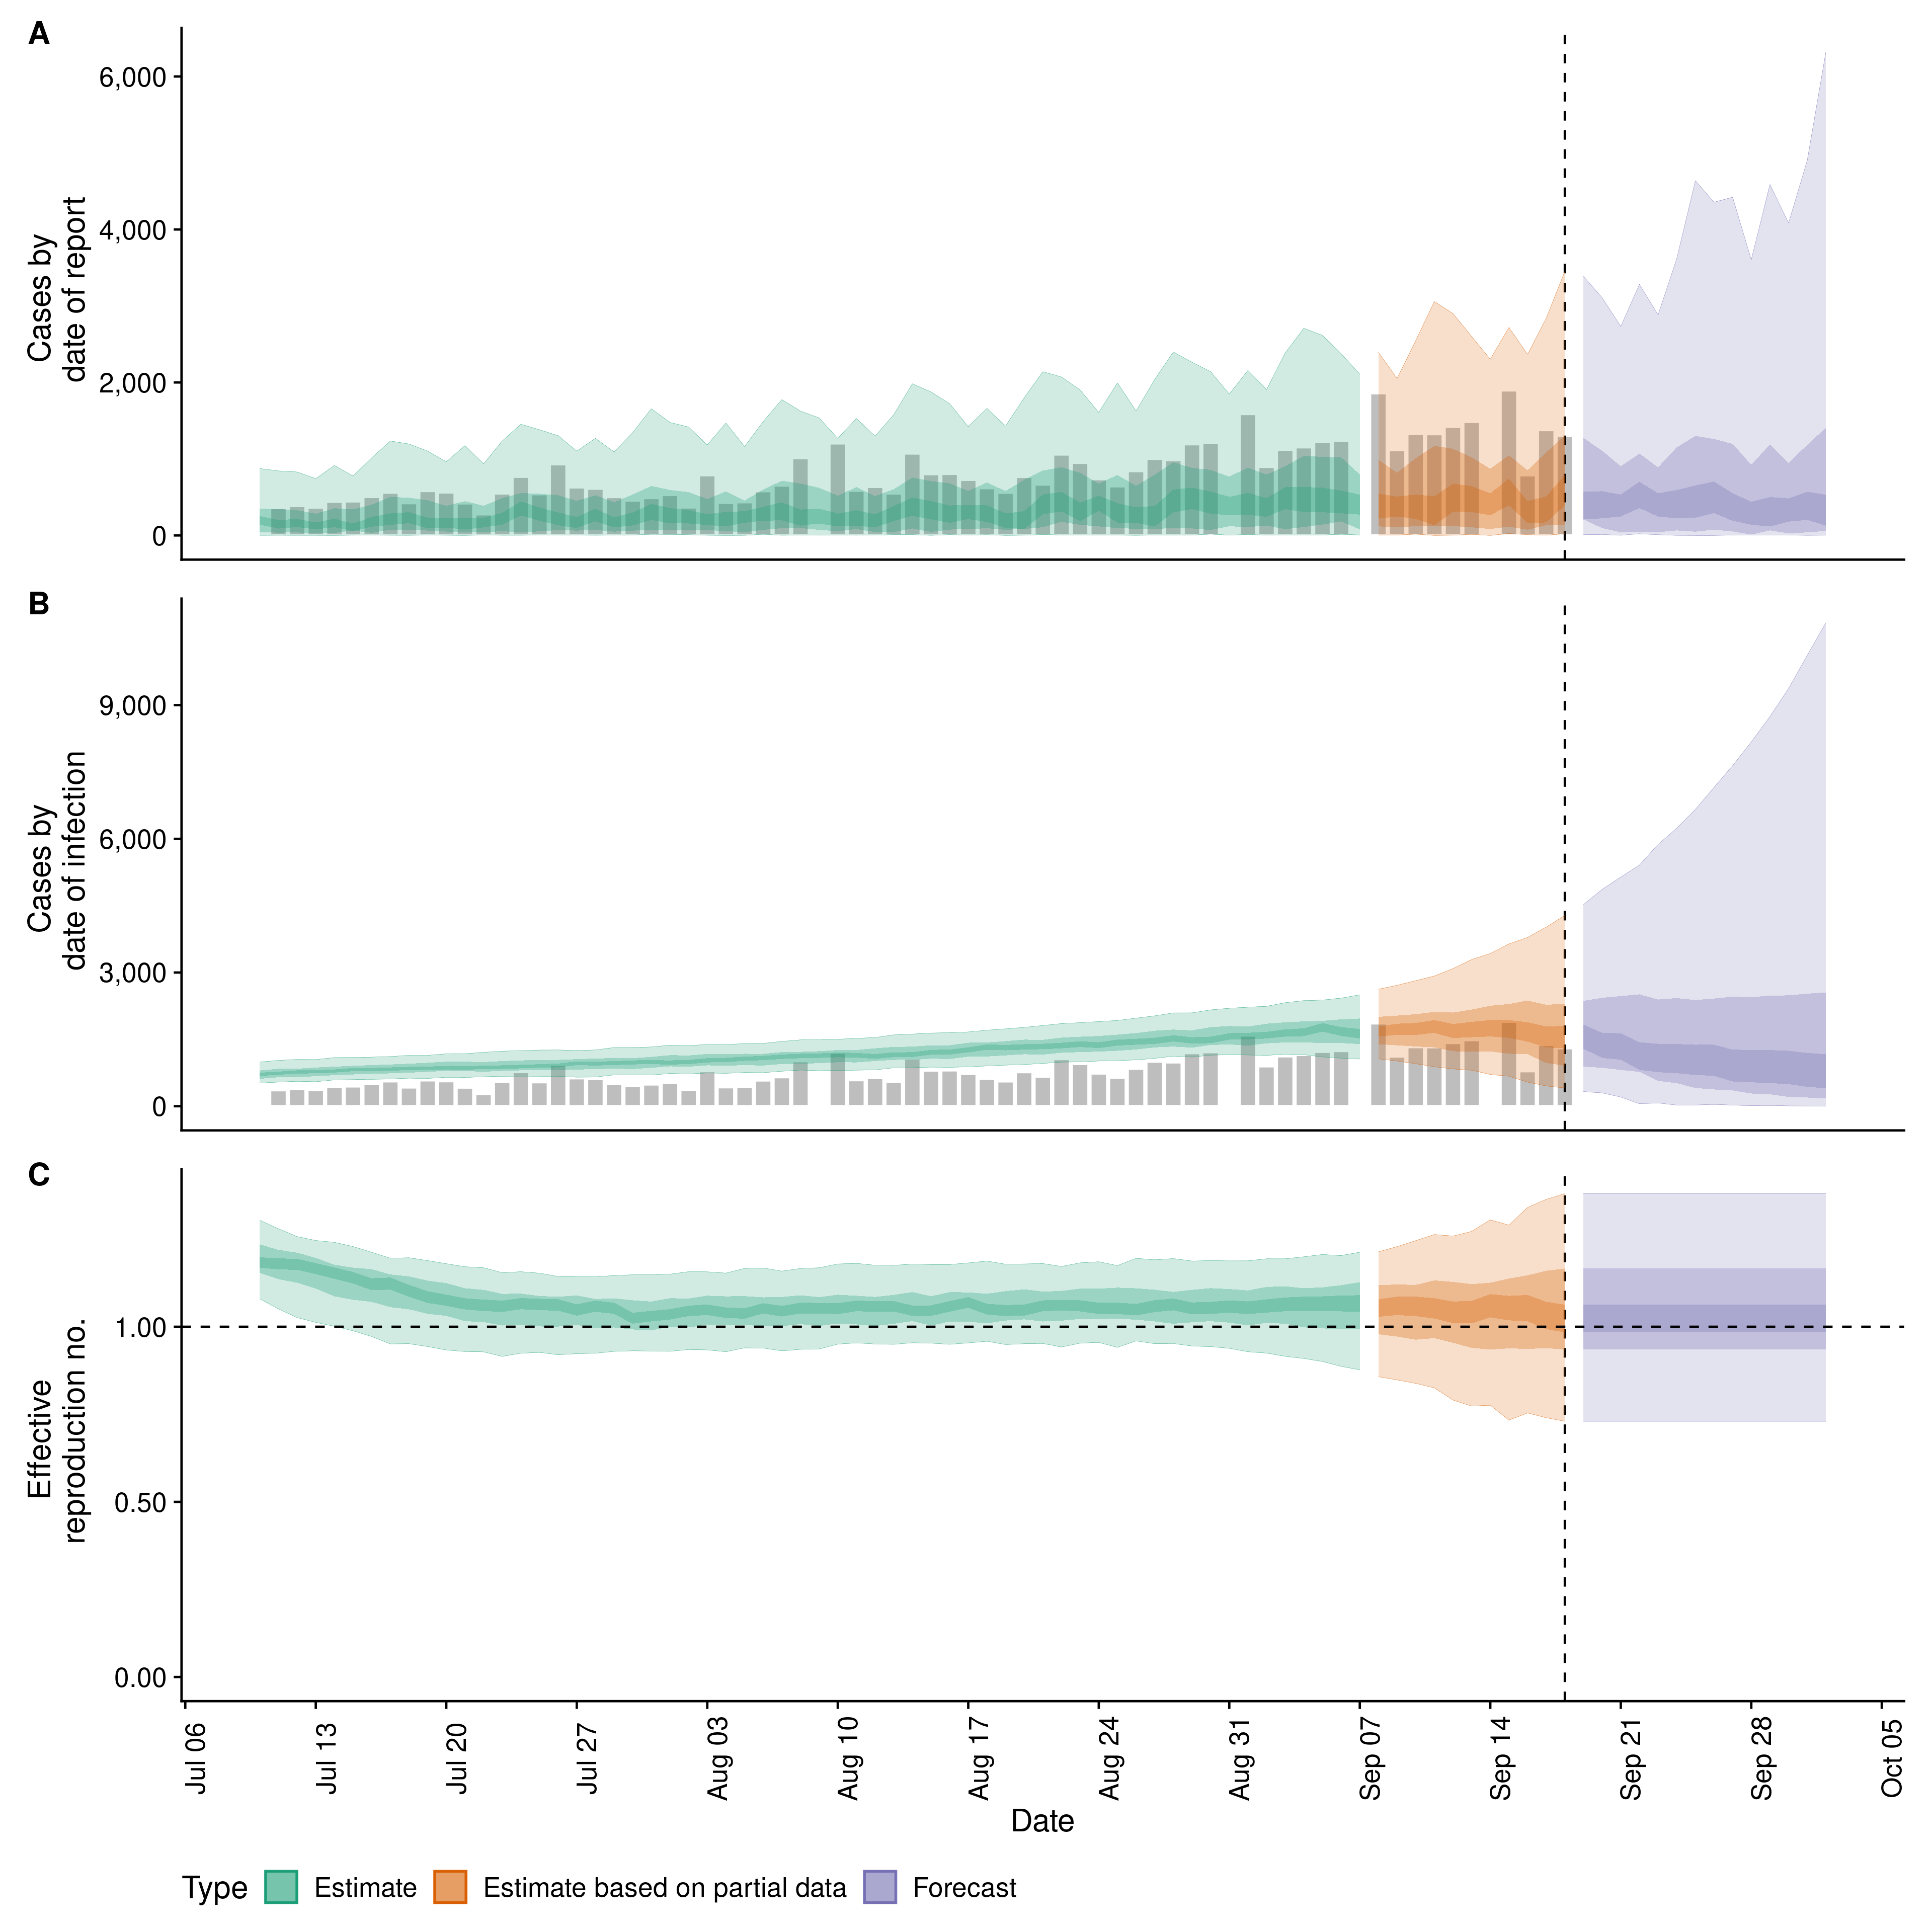 A
6,000
4,000
2,000
0
Cases by
date of report
B
9,000
6,000
3,000
0
Cases by
date of infection
C
1.00
0.50
0.00
Effective
reproduction no.
Jul 06
Jul 13
Jul 20
Jul 27
Aug 03
Aug 10
Aug 17
Aug 24
Aug 31
Sep 07
Sep 14
Sep 21
Sep 28
Oct 05
Date
Type Estimate Estimate based on partial data Forecast